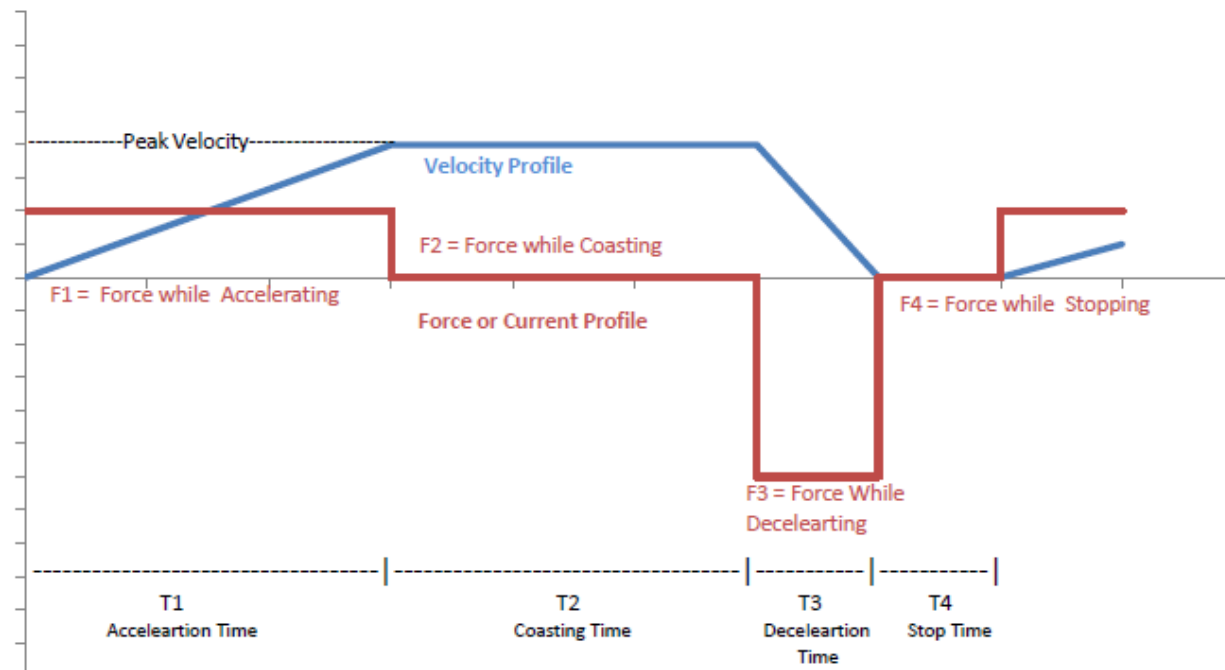 ------------Peak Velocity------------------
Velocity Profile
F2 = Force while Coasting
F1 =  Force while  Accelerating
F4 = Force while  Stopping
Force or Current Profile
F3 = Force While
Decelearting
T1
Acceleartion Time
T2
Coasting Time
T3
Deceleartion
Time
T4
Stop Time